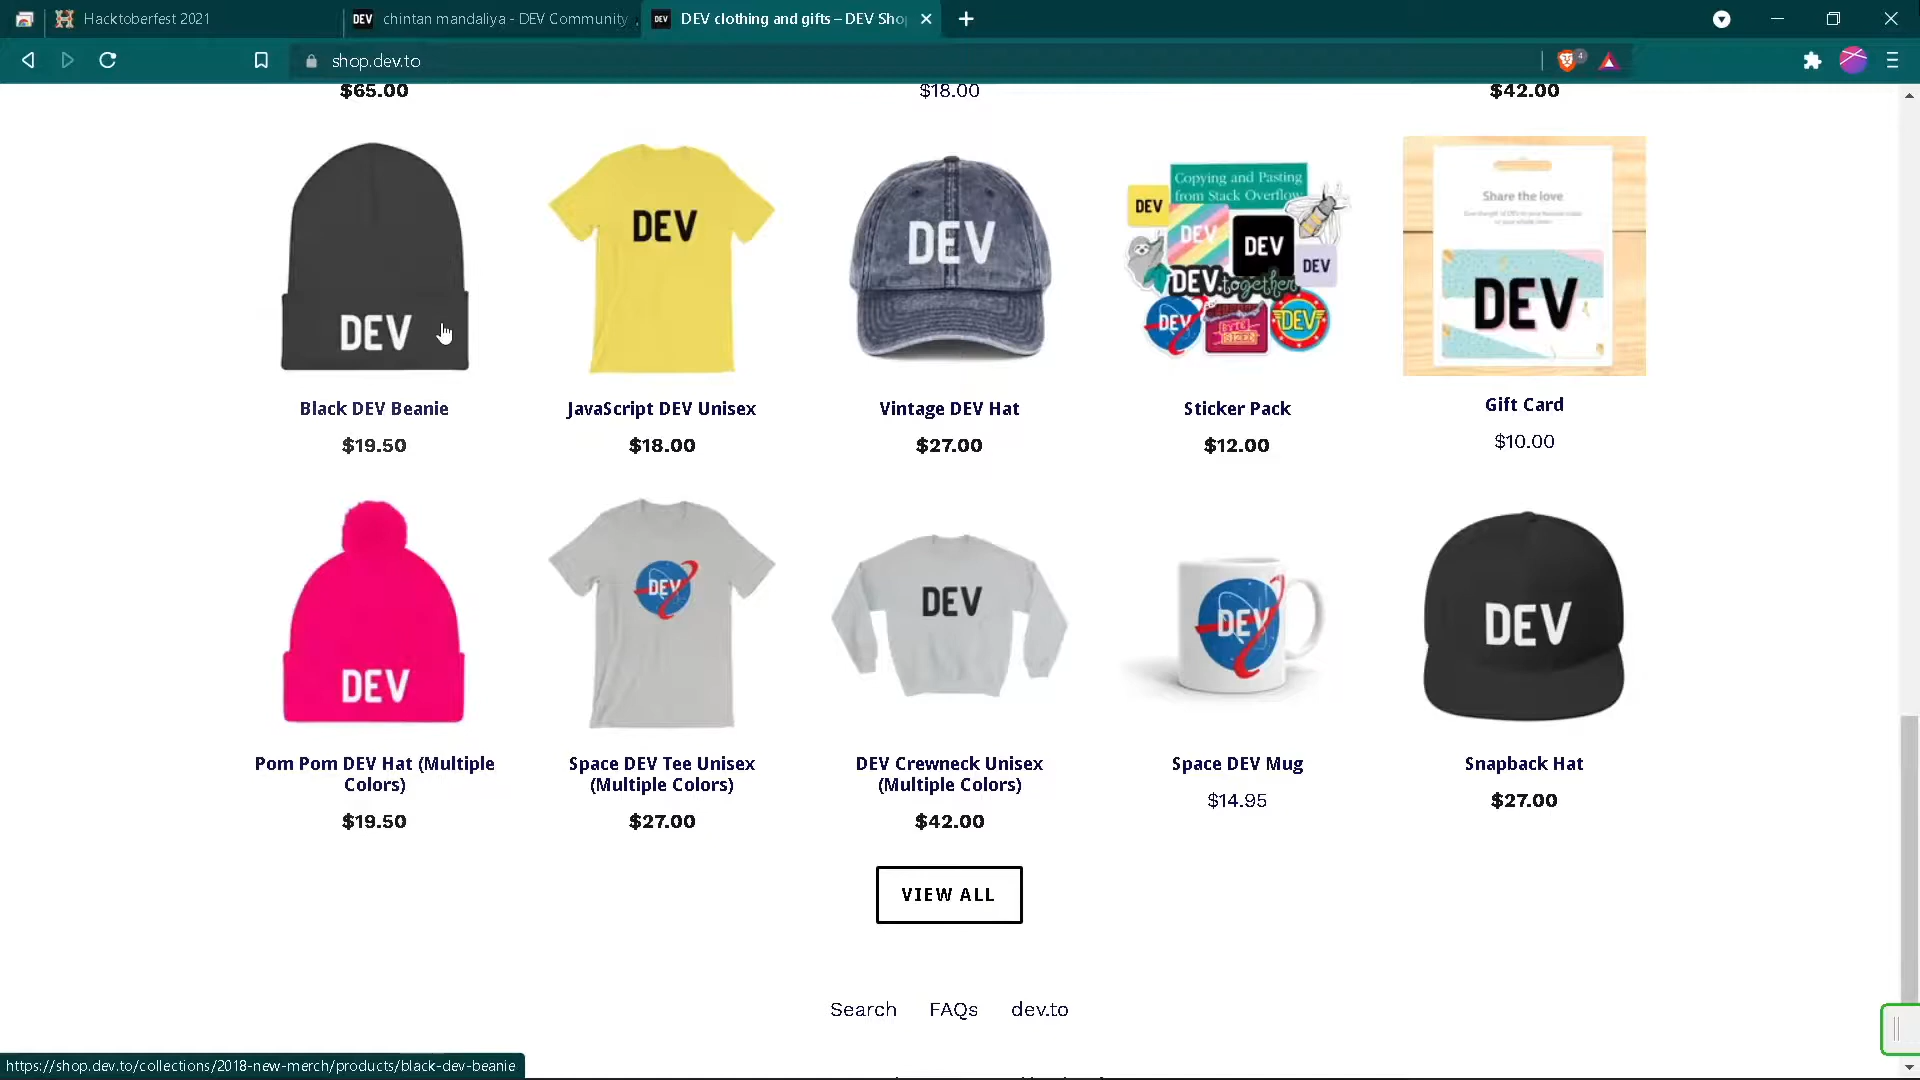 Hacktoberfest 2021
DEV chintan mandaliya - DEV Community
DEV DEV clothing and gifts – DEV Sho
shop.dev.to
4
$65.00
$18.00
$42.00
DEV
DEV
DEV
Copying and Pasting
from Stack Overflow
DEV
DEV
DEV
DEV
DEV together
DEV
BYTE
SIZED
DEV
Share the love
DEV
Black DEV Beanie
JavaScript DEV Unisex
Vintage DEV Hat
Sticker Pack
Gift Card
$19.50
$18.00
$27.00
$12.00
$10.00
DEV
DEV
DEV
DEV
DEV
Pom Pom DEV Hat (Multiple
Colors)
Space DEV Tee Unisex
(Multiple Colors)
DEV Crewneck Unisex
(Multiple Colors)
Space DEV Mug
Snapback Hat
$19.50
$27.00
$42.00
$14.95
$27.00
VIEW ALL
Search FAQs dev.to
https://shop.dev.to/collections/2018-new-merch/products/black-dev-beanie